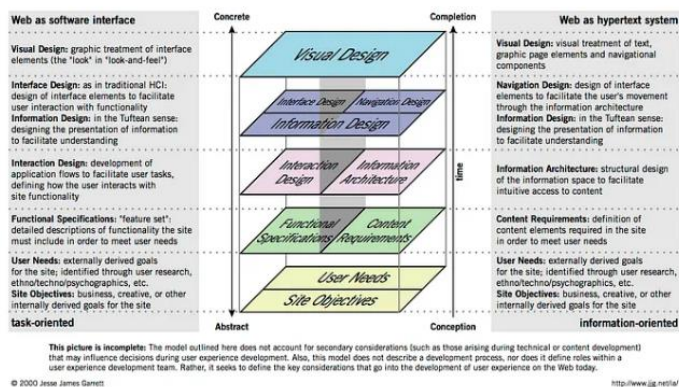 Web as software interface
Concrete
Completion
Web as hypertext system
Visual Design: graphic treatment of interface
elements (the "look" in "look-and-feel")
Visual Design
Visual Design: visual treatment of text,
graphic page elements and navigational
components
Interface Design: as in traditional HCI:
design of interface elements to facilitate
user interaction with functionality
Information Design: in the Tuftean sense:
designing the presentation of information
to facilitate understanding
Interface Design
Navigation Design
Information Design
Navigation Design: design of interface
elements to facilitate the user's movement
through the information architecture
Information Design: in the Tuftean sense:
designing the presentation of information
to facilitate understanding
Interaction Design: development of
application flows to facilitate user tasks,
defining how the user interacts with
site functionality
Interaction
Design
Information
Architecture
time
Information Architecture: structural design
of the information space to facilitate
intuitive access to content
Functional Specifications: "feature set":
detailed descriptions of functionality the site
must include in order to meet user needs
Functional
Specifications
Content
Requirements
Content Requirements: definition of
content elements required in the site
in order to meet user needs
User Needs: externally derived goals
for the site; identified through user research,
ethno/techno/psychographics, etc.
Site Objectives: business, creative, or other
internally derived goals for the site
User Needs
Site Objectives
User Needs: externally derived goals
for the site; identified through user research,
ethno/techno/psychographics, etc.
Site Objectives: business, creative, or other
internally derived goals for the site
task-oriented
Abstract
Conception
information-oriented
This picture is incomplete: The model outlined here does not account for secondary considerations (such as those arising during technical or content development)
that may influence decisions during user experience development. Also, this model does not describe a development process, nor does it define roles within a
user experience development team. Rather, it seeks to define the key considerations that go into the development of user experience on the Web today.
© 2000 Jesse James Garrett
http://www.jjg.net/ia/